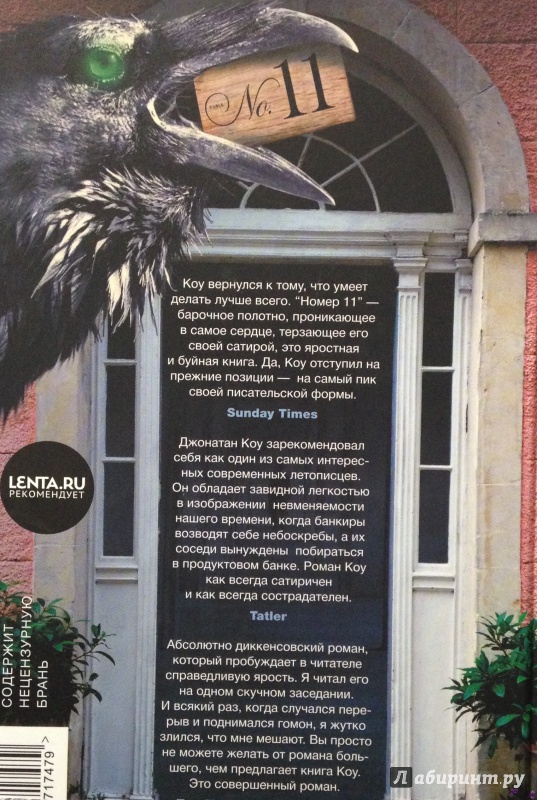 No. 11
Коу вернулся к тому, что умеет
делать лучше всего. “Номер 11” —
барочное полотно, проникающее
в самое сердце, терзающее его
своей сатирой, это яростная
и буйная книга. Да, Коу отступил на
прежние позиции — на самый пик
своей писательской формы.
Sunday Times
LENTA.RU
РЕКОМЕНДУЕТ
Джонатан Коу зарекомендовал
себя как один из самых интерес-
ных современных летописцев.
Он обладает завидной легкостью
в изображении невменяемости
нашего времени, когда банкиры
возводят себе небоскребы, а их
соседи вынуждены побираться
в продуктовом банке. Роман Коу
как всегда сатиричен
и как всегда сострадателен.
Tatler
СОДЕРЖИТ
НЕЦЕНЗУРНУЮ
БРАНЬ
Абсолютно диккенсовский роман,
который пробуждает в читателе
справедливую ярость. Я читал его
на одном скучном заседании.
И всякий раз, когда случался пере-
рыв и поднимался гомон, я жутко
злился, что мне мешают. Вы просто
не можете желать от романа боль-
шего, чем предлагает книга Коу.
Это совершенный роман.
717479>
Лабиринт.ру